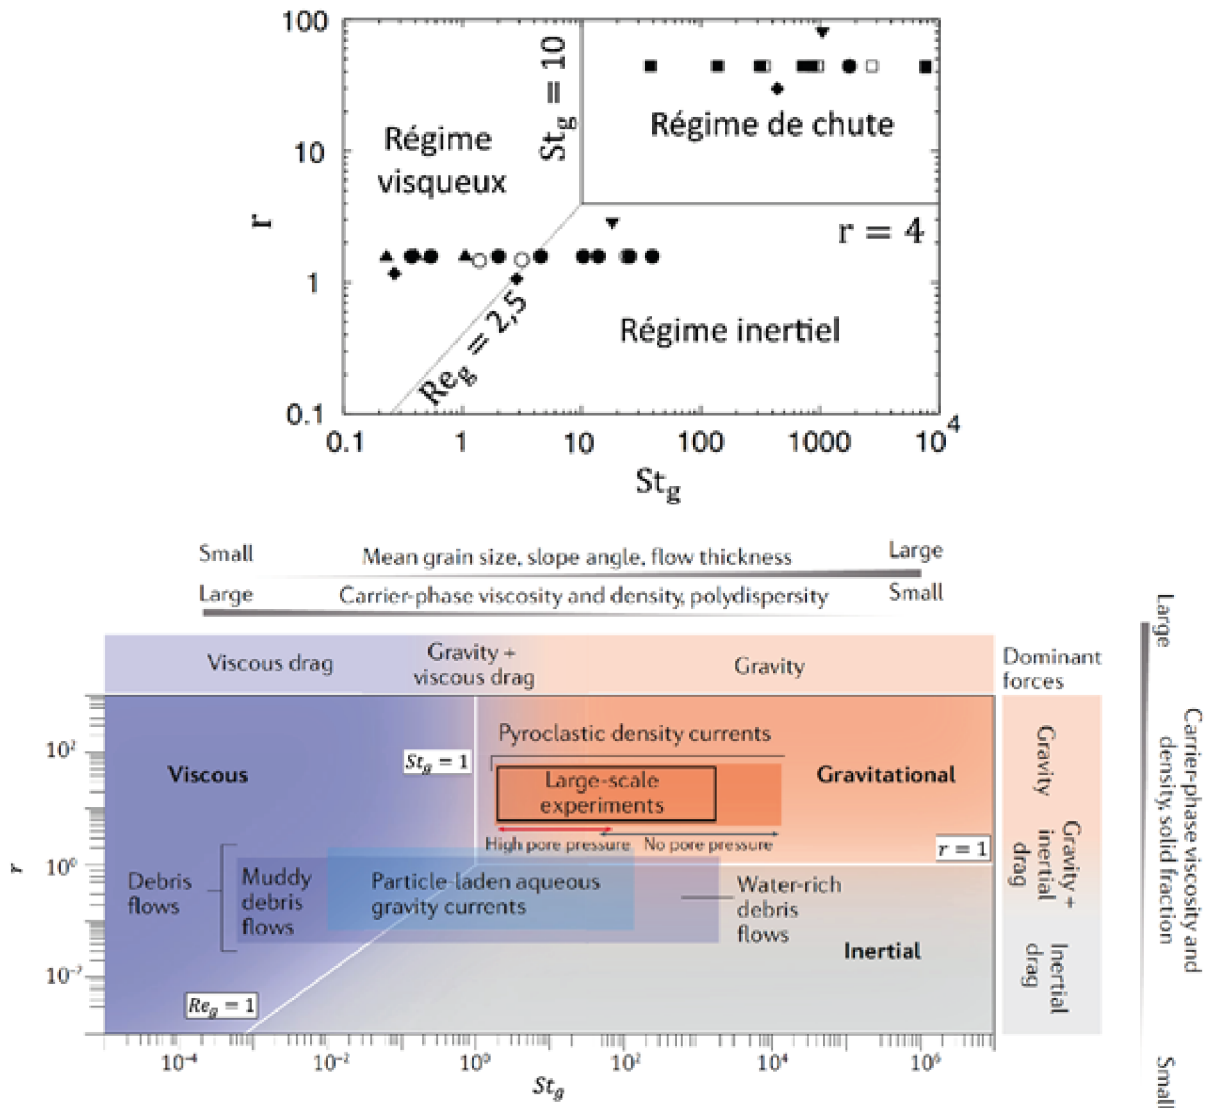 100
10
1
0.1
r
Régime
visqueux
St_g = 10
Régime de chute
r = 4
Re_g = 2,5
Régime inertiel
0.1 1 10 100 1000 10^4
St_g
Small Mean grain size, slope angle, flow thickness Large
Large Carrier-phase viscosity and density, polydispersity Small
Viscous drag
Gravity +
viscous drag
Gravity
Dominant
forces
10^2
10^0
10^-2
r
Viscous
St_g = 1
Pyroclastic density currents
Large-scale
experiments
High pore pressure No pore pressure
Gravitational
r = 1
Debris
flows
Muddy
debris
flows
Particle-laden aqueous
gravity currents
Water-rich
debris
flows
Inertial
Re_g = 1
10^-4 10^-2 10^0 10^2 10^4 10^6
St_g
Gravity
Gravity +
inertial
drag
Inertial
drag
Large
Carrier-phase viscosity and
density, solid fraction
Small